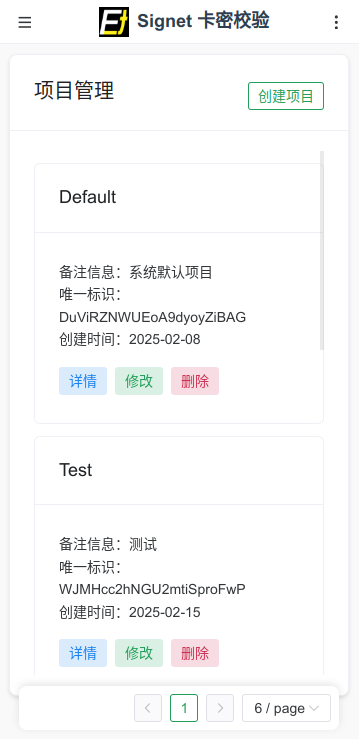 Et Signet 卡密校验
项目管理
创建项目
Default
备注信息：系统默认项目
唯一标识：
DuViRZNWUEoA9dyoyZiBAG
创建时间：2025-02-08
详情 修改 删除
Test
备注信息：测试
唯一标识：
WJMHcc2hNGU2mtiSproFwP
创建时间：2025-02-15
详情 修改 删除
1 6 / page